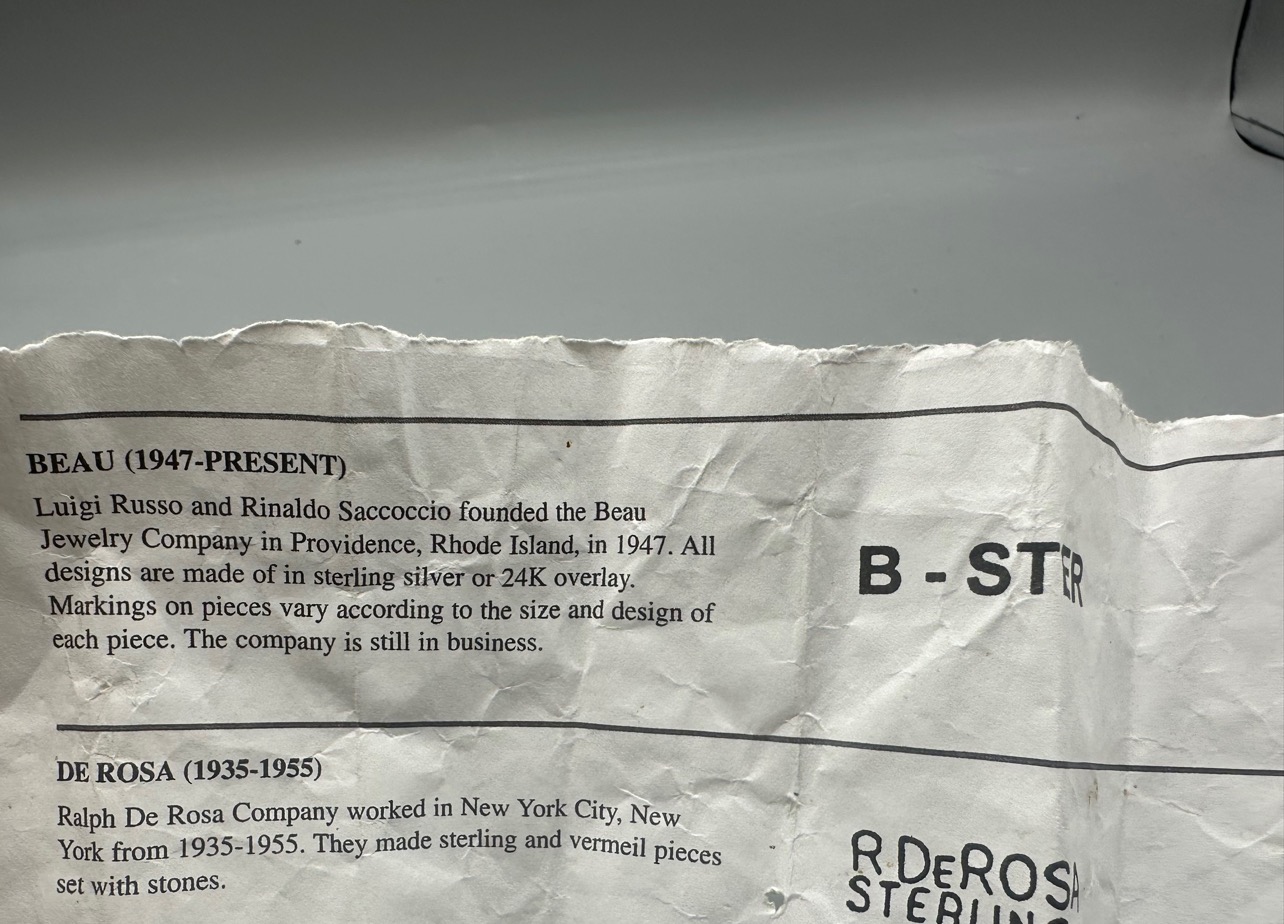 BEAU (1947-PRESENT)
Luigi Russo and Rinaldo Saccoccio founded the Beau
Jewelry Company in Providence, Rhode Island, in 1947. All
designs are made of in sterling silver or 24K overlay.
Markings on pieces vary according to the size and design of
each piece. The company is still in business.
B - STER
DE ROSA (1935-1955)
Ralph De Rosa Company worked in New York City, New
York from 1935-1955. They made sterling and vermeil pieces
set with stones.
R.DeROSA
STERLING